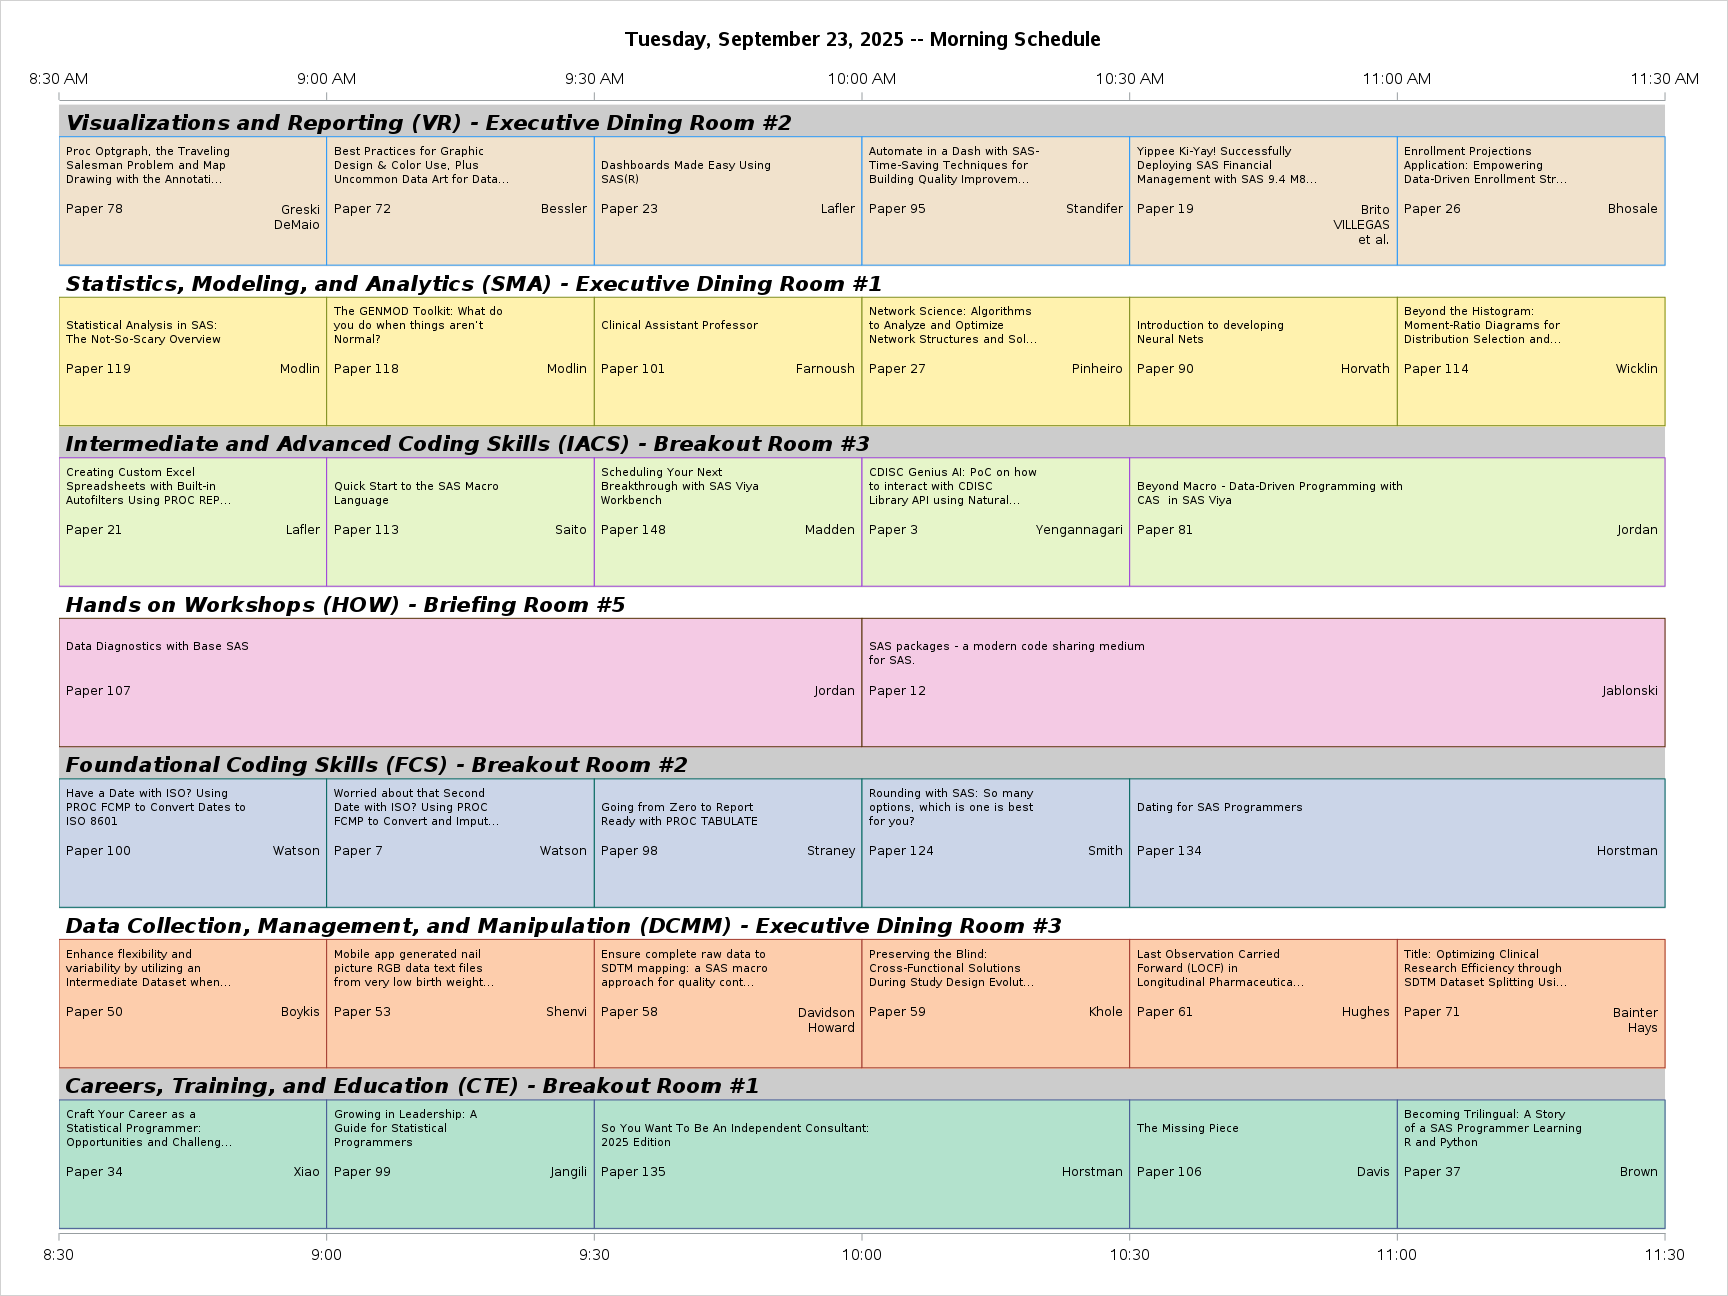 Tuesday, September 23, 2025 -- Morning Schedule
8:30 AM 9:00 AM 9:30 AM 10:00 AM 10:30 AM 11:00 AM 11:30 AM
Visualizations and Reporting (VR) - Executive Dining Room #2
Proc Optgraph, the Traveling
Salesman Problem and Map
Drawing with the Annotati...
Paper 78
Greski
DeMaio
Best Practices for Graphic
Design & Color Use, Plus
Uncommon Data Art for Data...
Paper 72
Bessler
Dashboards Made Easy Using
SAS(R)
Paper 23
Lafler
Automate in a Dash with SAS-
Time-Saving Techniques for
Building Quality Improvem...
Paper 95
Standifer
Yippee Ki-Yay! Successfully
Deploying SAS Financial
Management with SAS 9.4 M8...
Paper 19
Brito
VILLEGAS
et al.
Enrollment Projections
Application: Empowering
Data-Driven Enrollment Str...
Paper 26
Bhosale
Statistics, Modeling, and Analytics (SMA) - Executive Dining Room #1
Statistical Analysis in SAS:
The Not-So-Scary Overview
Paper 119
Modlin
The GENMOD Toolkit: What do
you do when things aren't
Normal?
Paper 118
Modlin
Clinical Assistant Professor
Paper 101
Farnoush
Network Science: Algorithms
to Analyze and Optimize
Network Structures and Sol...
Paper 27
Pinheiro
Introduction to developing
Neural Nets
Paper 90
Horvath
Beyond the Histogram:
Moment-Ratio Diagrams for
Distribution Selection and...
Paper 114
Wicklin
Intermediate and Advanced Coding Skills (IACS) - Breakout Room #3
Creating Custom Excel
Spreadsheets with Built-in
Autofilters Using PROC REP...
Paper 21
Lafler
Quick Start to the SAS Macro
Language
Paper 113
Saito
Scheduling Your Next
Breakthrough with SAS Viya
Workbench
Paper 148
Madden
CDISC Genius AI: PoC on how
to interact with CDISC
Library API using Natural...
Paper 3
Yengannagari
Beyond Macro - Data-Driven Programming with
CAS  in SAS Viya
Paper 81
Jordan
Hands on Workshops (HOW) - Briefing Room #5
Data Diagnostics with Base SAS
Paper 107
Jordan
SAS packages - a modern code sharing medium
for SAS.
Paper 12
Jablonski
Foundational Coding Skills (FCS) - Breakout Room #2
Have a Date with ISO? Using
PROC FCMP to Convert Dates to
ISO 8601
Paper 100
Watson
Worried about that Second
Date with ISO? Using PROC
FCMP to Convert and Imput...
Paper 7
Watson
Going from Zero to Report
Ready with PROC TABULATE
Paper 98
Straney
Rounding with SAS: So many
options, which is one is best
for you?
Paper 124
Smith
Dating for SAS Programmers
Paper 134
Horstman
Data Collection, Management, and Manipulation (DCMM) - Executive Dining Room #3
Enhance flexibility and
variability by utilizing an
Intermediate Dataset when...
Paper 50
Boykis
Mobile app generated nail
picture RGB data text files
from very low birth weight...
Paper 53
Shenvi
Ensure complete raw data to
SDTM mapping: a SAS macro
approach for quality cont...
Paper 58
Davidson
Howard
Preserving the Blind:
Cross-Functional Solutions
During Study Design Evolut...
Paper 59
Khole
Last Observation Carried
Forward (LOCF) in
Longitudinal Pharmaceutica...
Paper 61
Hughes
Title: Optimizing Clinical
Research Efficiency through
SDTM Dataset Splitting Usi...
Paper 71
Bainter
Hays
Careers, Training, and Education (CTE) - Breakout Room #1
Craft Your Career as a
Statistical Programmer:
Opportunities and Challeng...
Paper 34
Xiao
Growing in Leadership: A
Guide for Statistical
Programmers
Paper 99
Jangili
So You Want To Be An Independent Consultant:
2025 Edition
Paper 135
Horstman
The Missing Piece
Paper 106
Davis
Becoming Trilingual: A Story
of a SAS Programmer Learning
R and Python
Paper 37
Brown
8:30 9:00 9:30 10:00 10:30 11:00 11:30